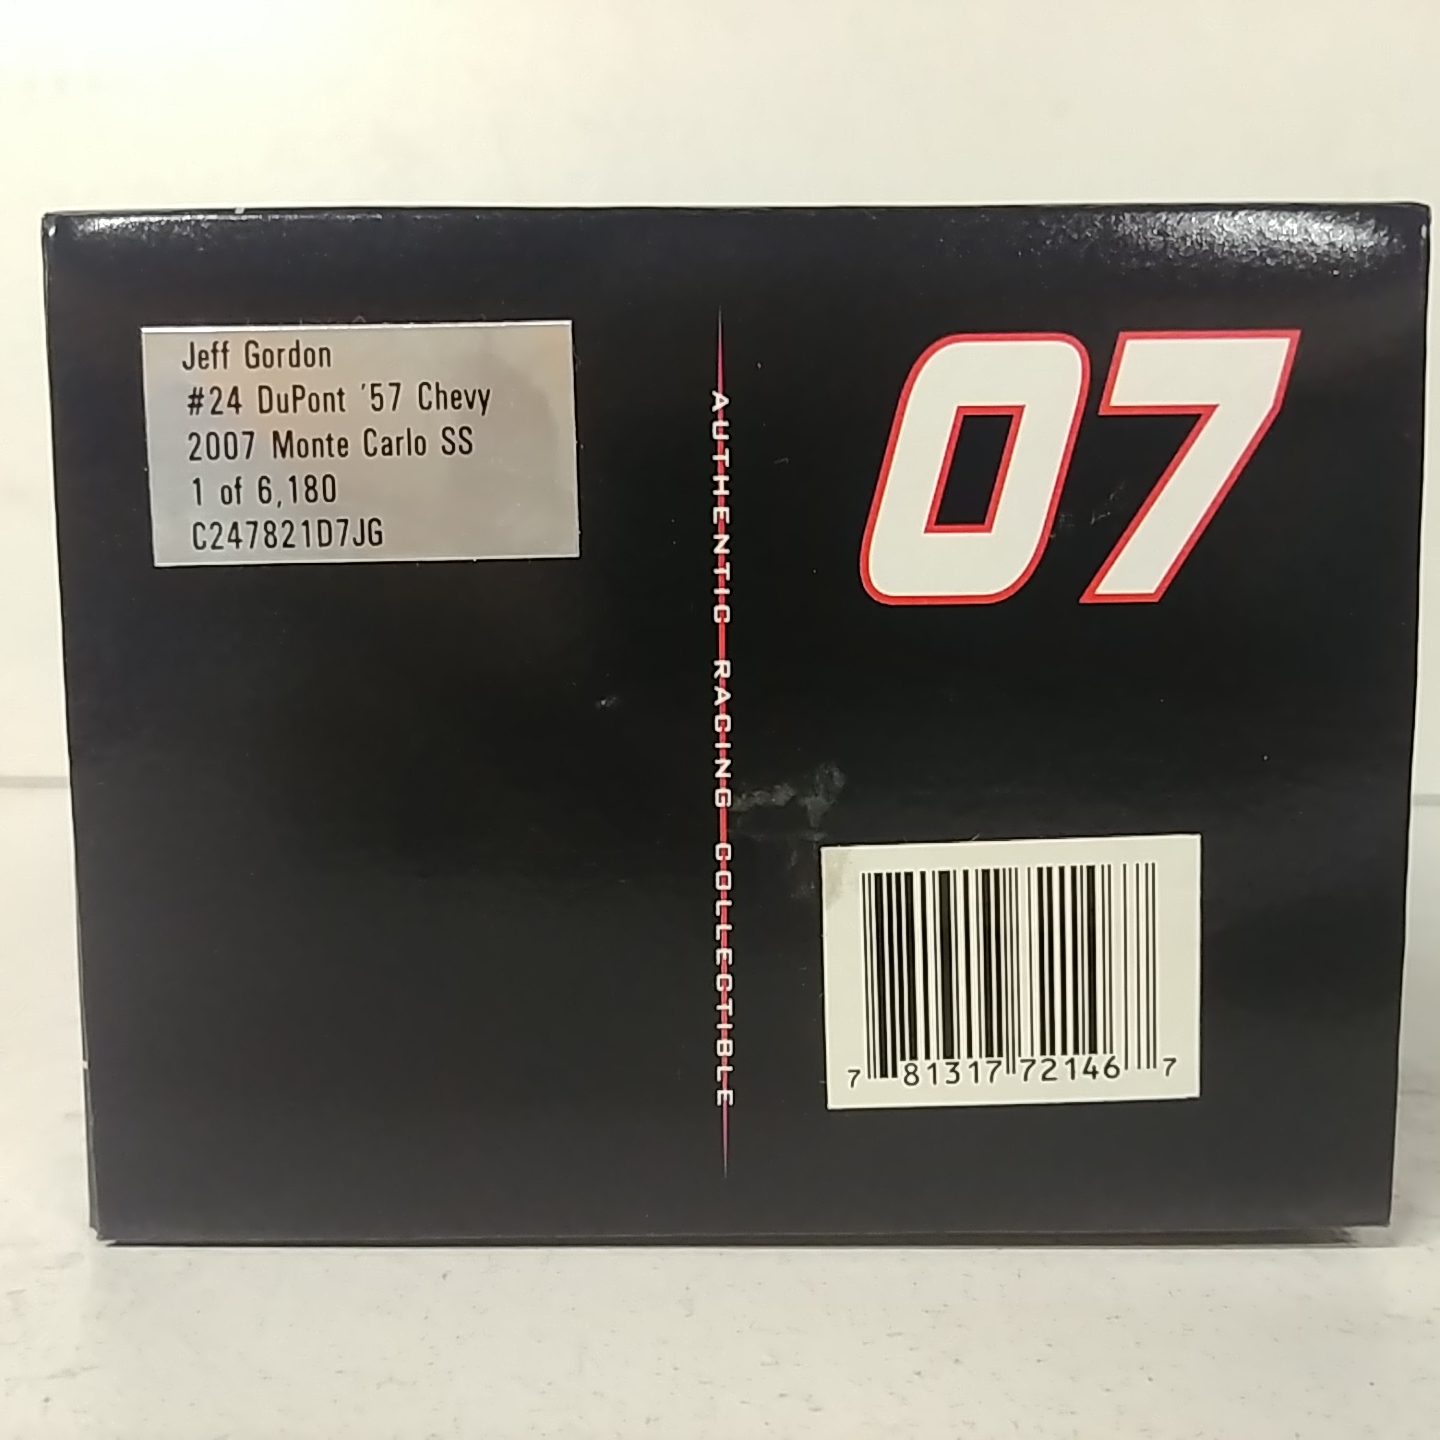 Jeff Gordon
#24 DuPont '57 Chevy
2007 Monte Carlo SS
1 of 6,180
C247821D7JG
AUTHENTIC RACING COLLECTIBLE
07
7 81317 72146 7